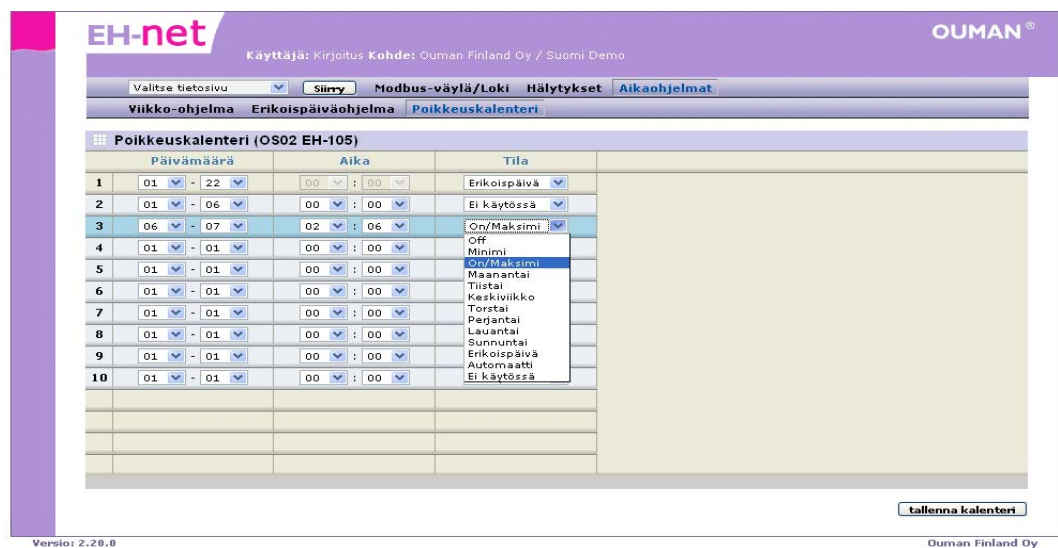 EH-net
OUMAN®
Käyttäjä: Kirjoitus Kohde: Ouman Finland Oy / Suomi Demo
Valitse tietosivu Siirry Modbus-väylä/Loki Hälytykset Aikaohjelmat
Viikko-ohjelma Erikoispäiväohjelma Poikkeuskalenteri
Poikkeuskalenteri (OS02 EH-105)
Päivämäärä Aika Tila
1 01 - 22 00 : 00 Erikoispäivä
2 01 - 06 00 : 00 Ei käytössä
3 06 - 07 02 : 06 On/Maksimi
4 01 - 01 00 : 00
5 01 - 01 00 : 00
6 01 - 01 00 : 00
7 01 - 01 00 : 00
8 01 - 01 00 : 00
9 01 - 01 00 : 00
10 01 - 01 00 : 00
Off
Minimi
On/Maksimi
Maanantai
Tiistai
Keskiviikko
Torstai
Perjantai
Lauantai
Sunnuntai
Erikoispäivä
Automaatti
Ei käytössä
tallenna kalenteri
Versio: 2.20.0
Ouman Finland Oy